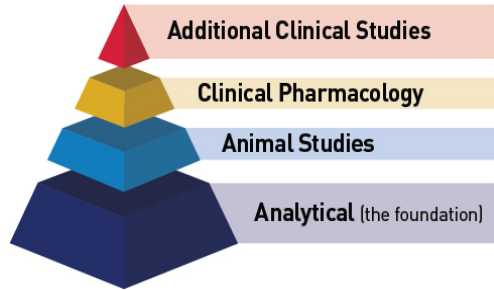 Additional Clinical Studies
Clinical Pharmacology
Animal Studies
Analytical (the foundation)